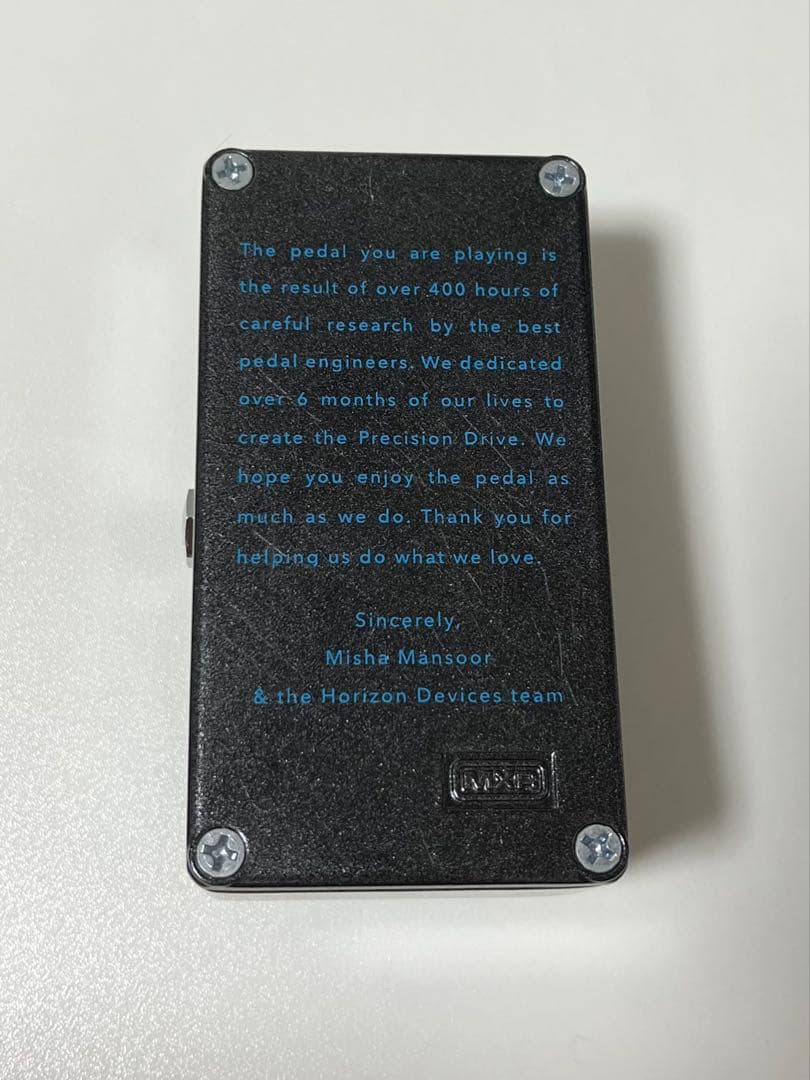 The pedal you are playing is
the result of over 400 hours of
careful research by the best
pedal engineers. We dedicated
over 6 months of our lives to
create the Precision Drive. We
hope you enjoy the pedal as
much as we do. Thank you for
helping us do what we love.
Sincerely,
Misha Mansoor
& the Horizon Devices team
MXR